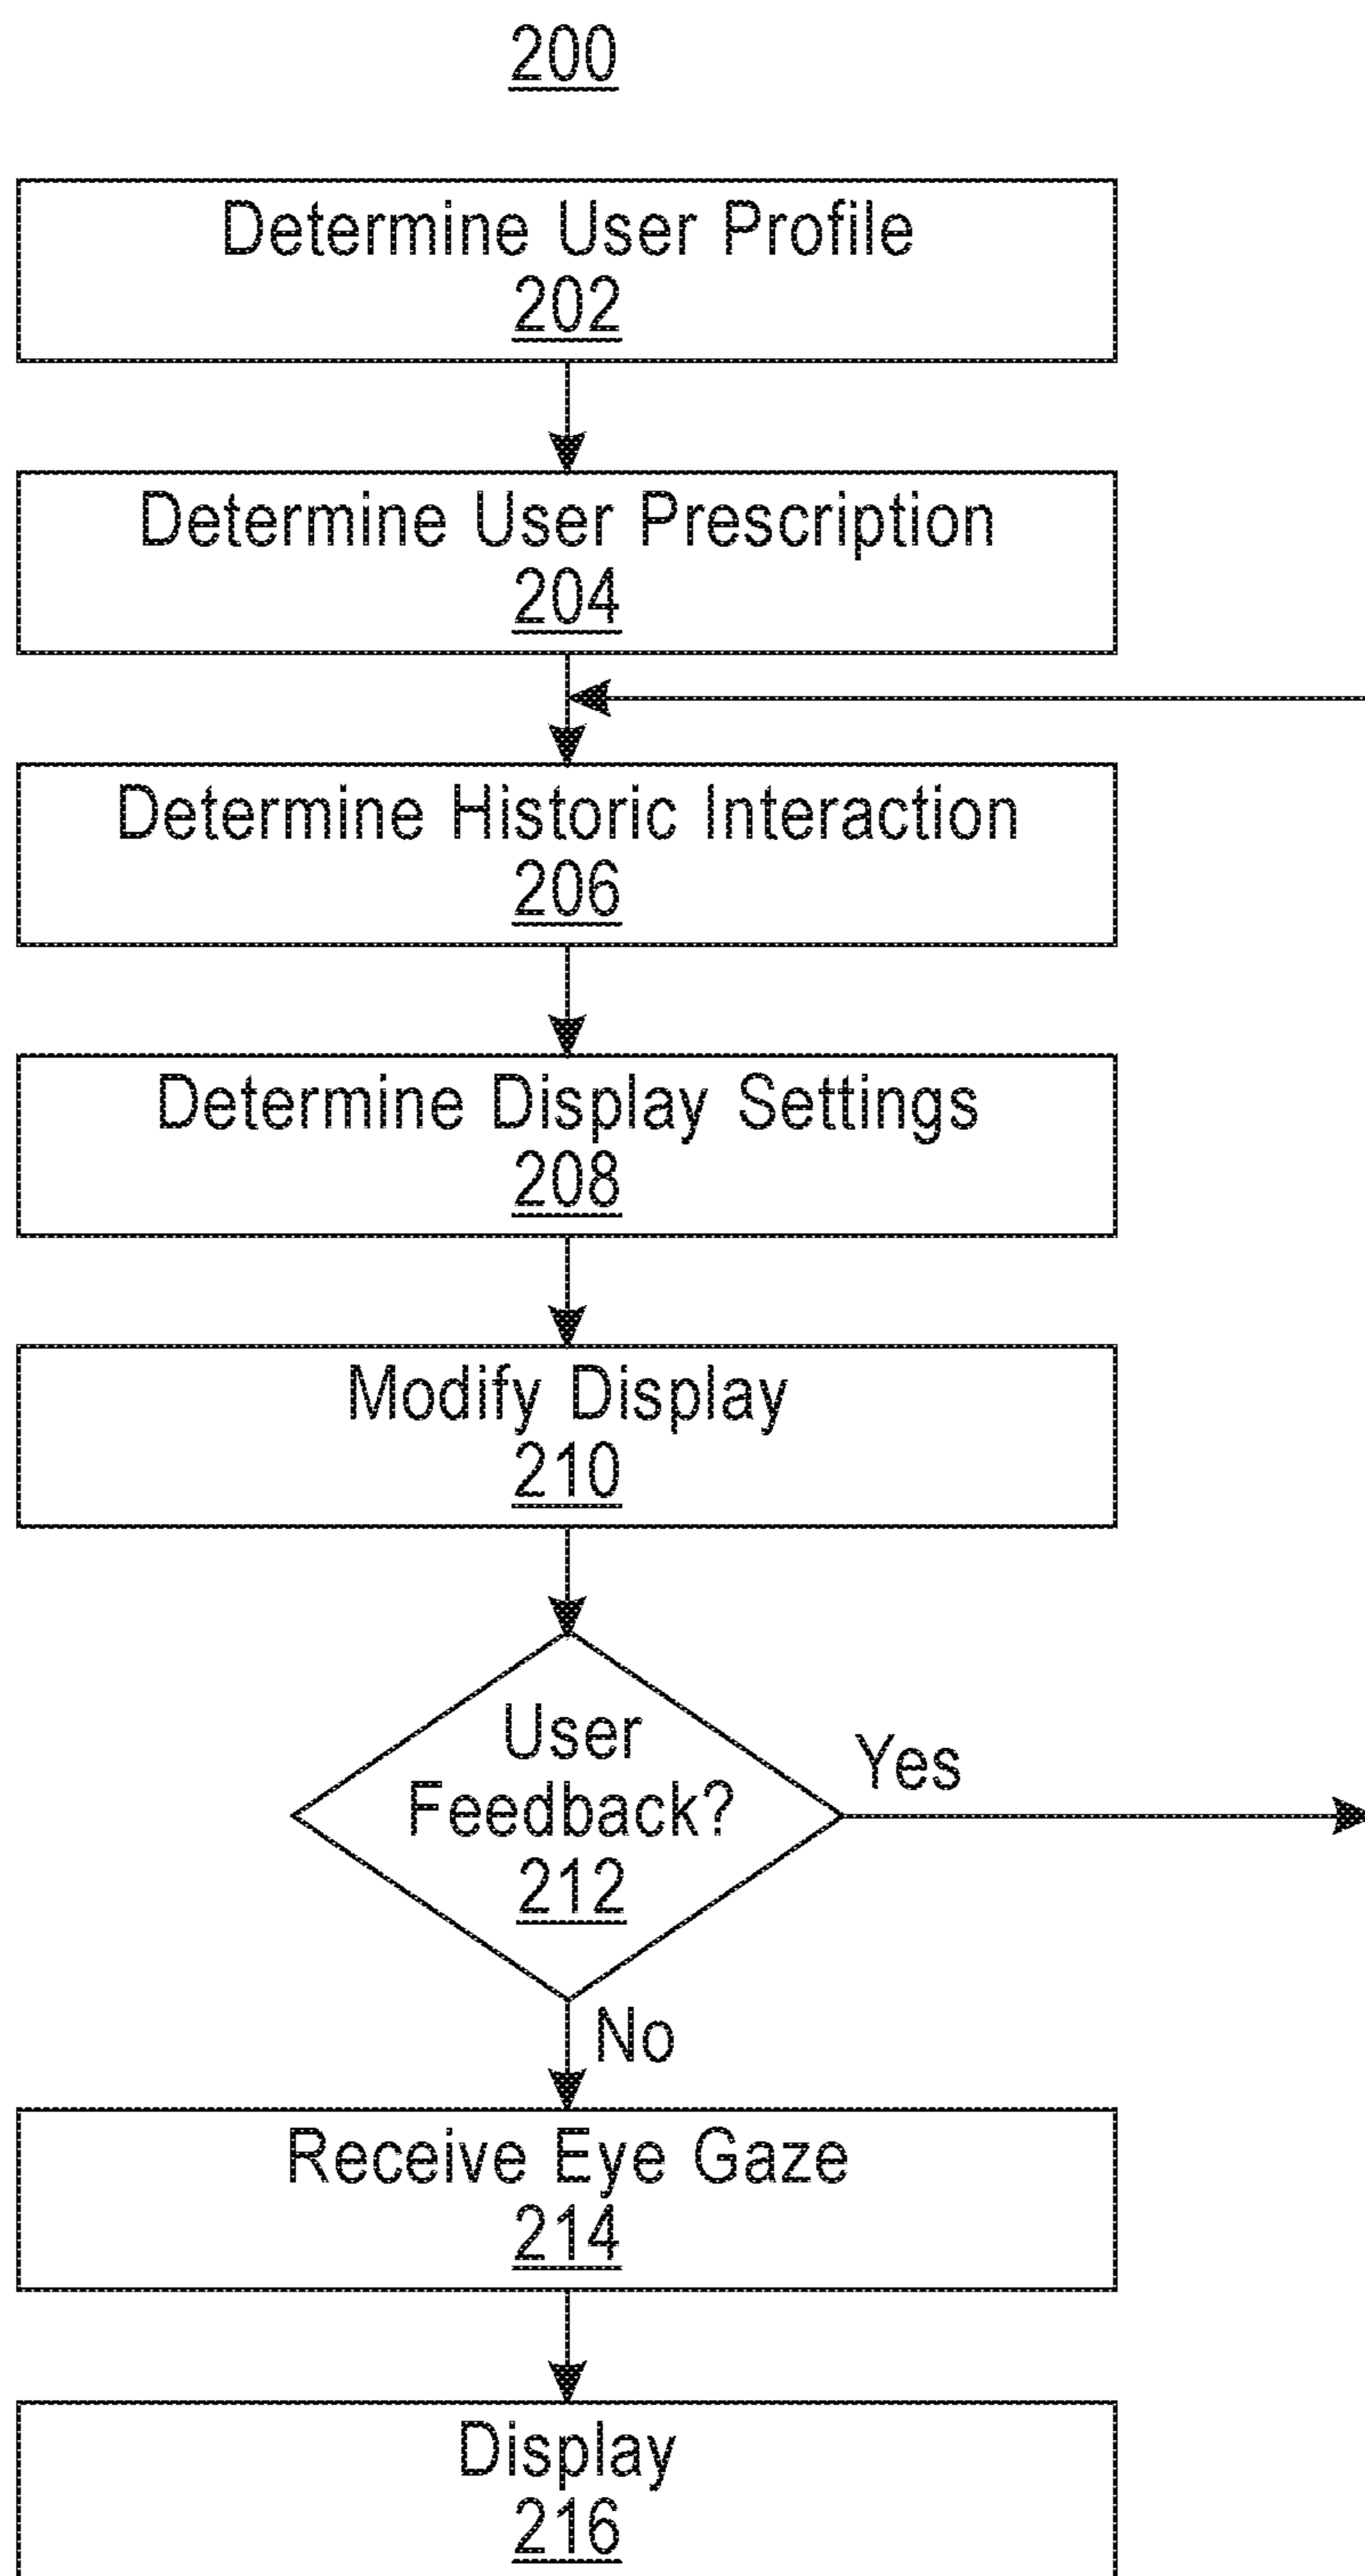 200
Determine User Profile
202
Determine User Prescription
204
Determine Historic Interaction
206
Determine Display Settings
208
Modify Display
210
User
Feedback?
212
Yes
No
Receive Eye Gaze
214
Display
216